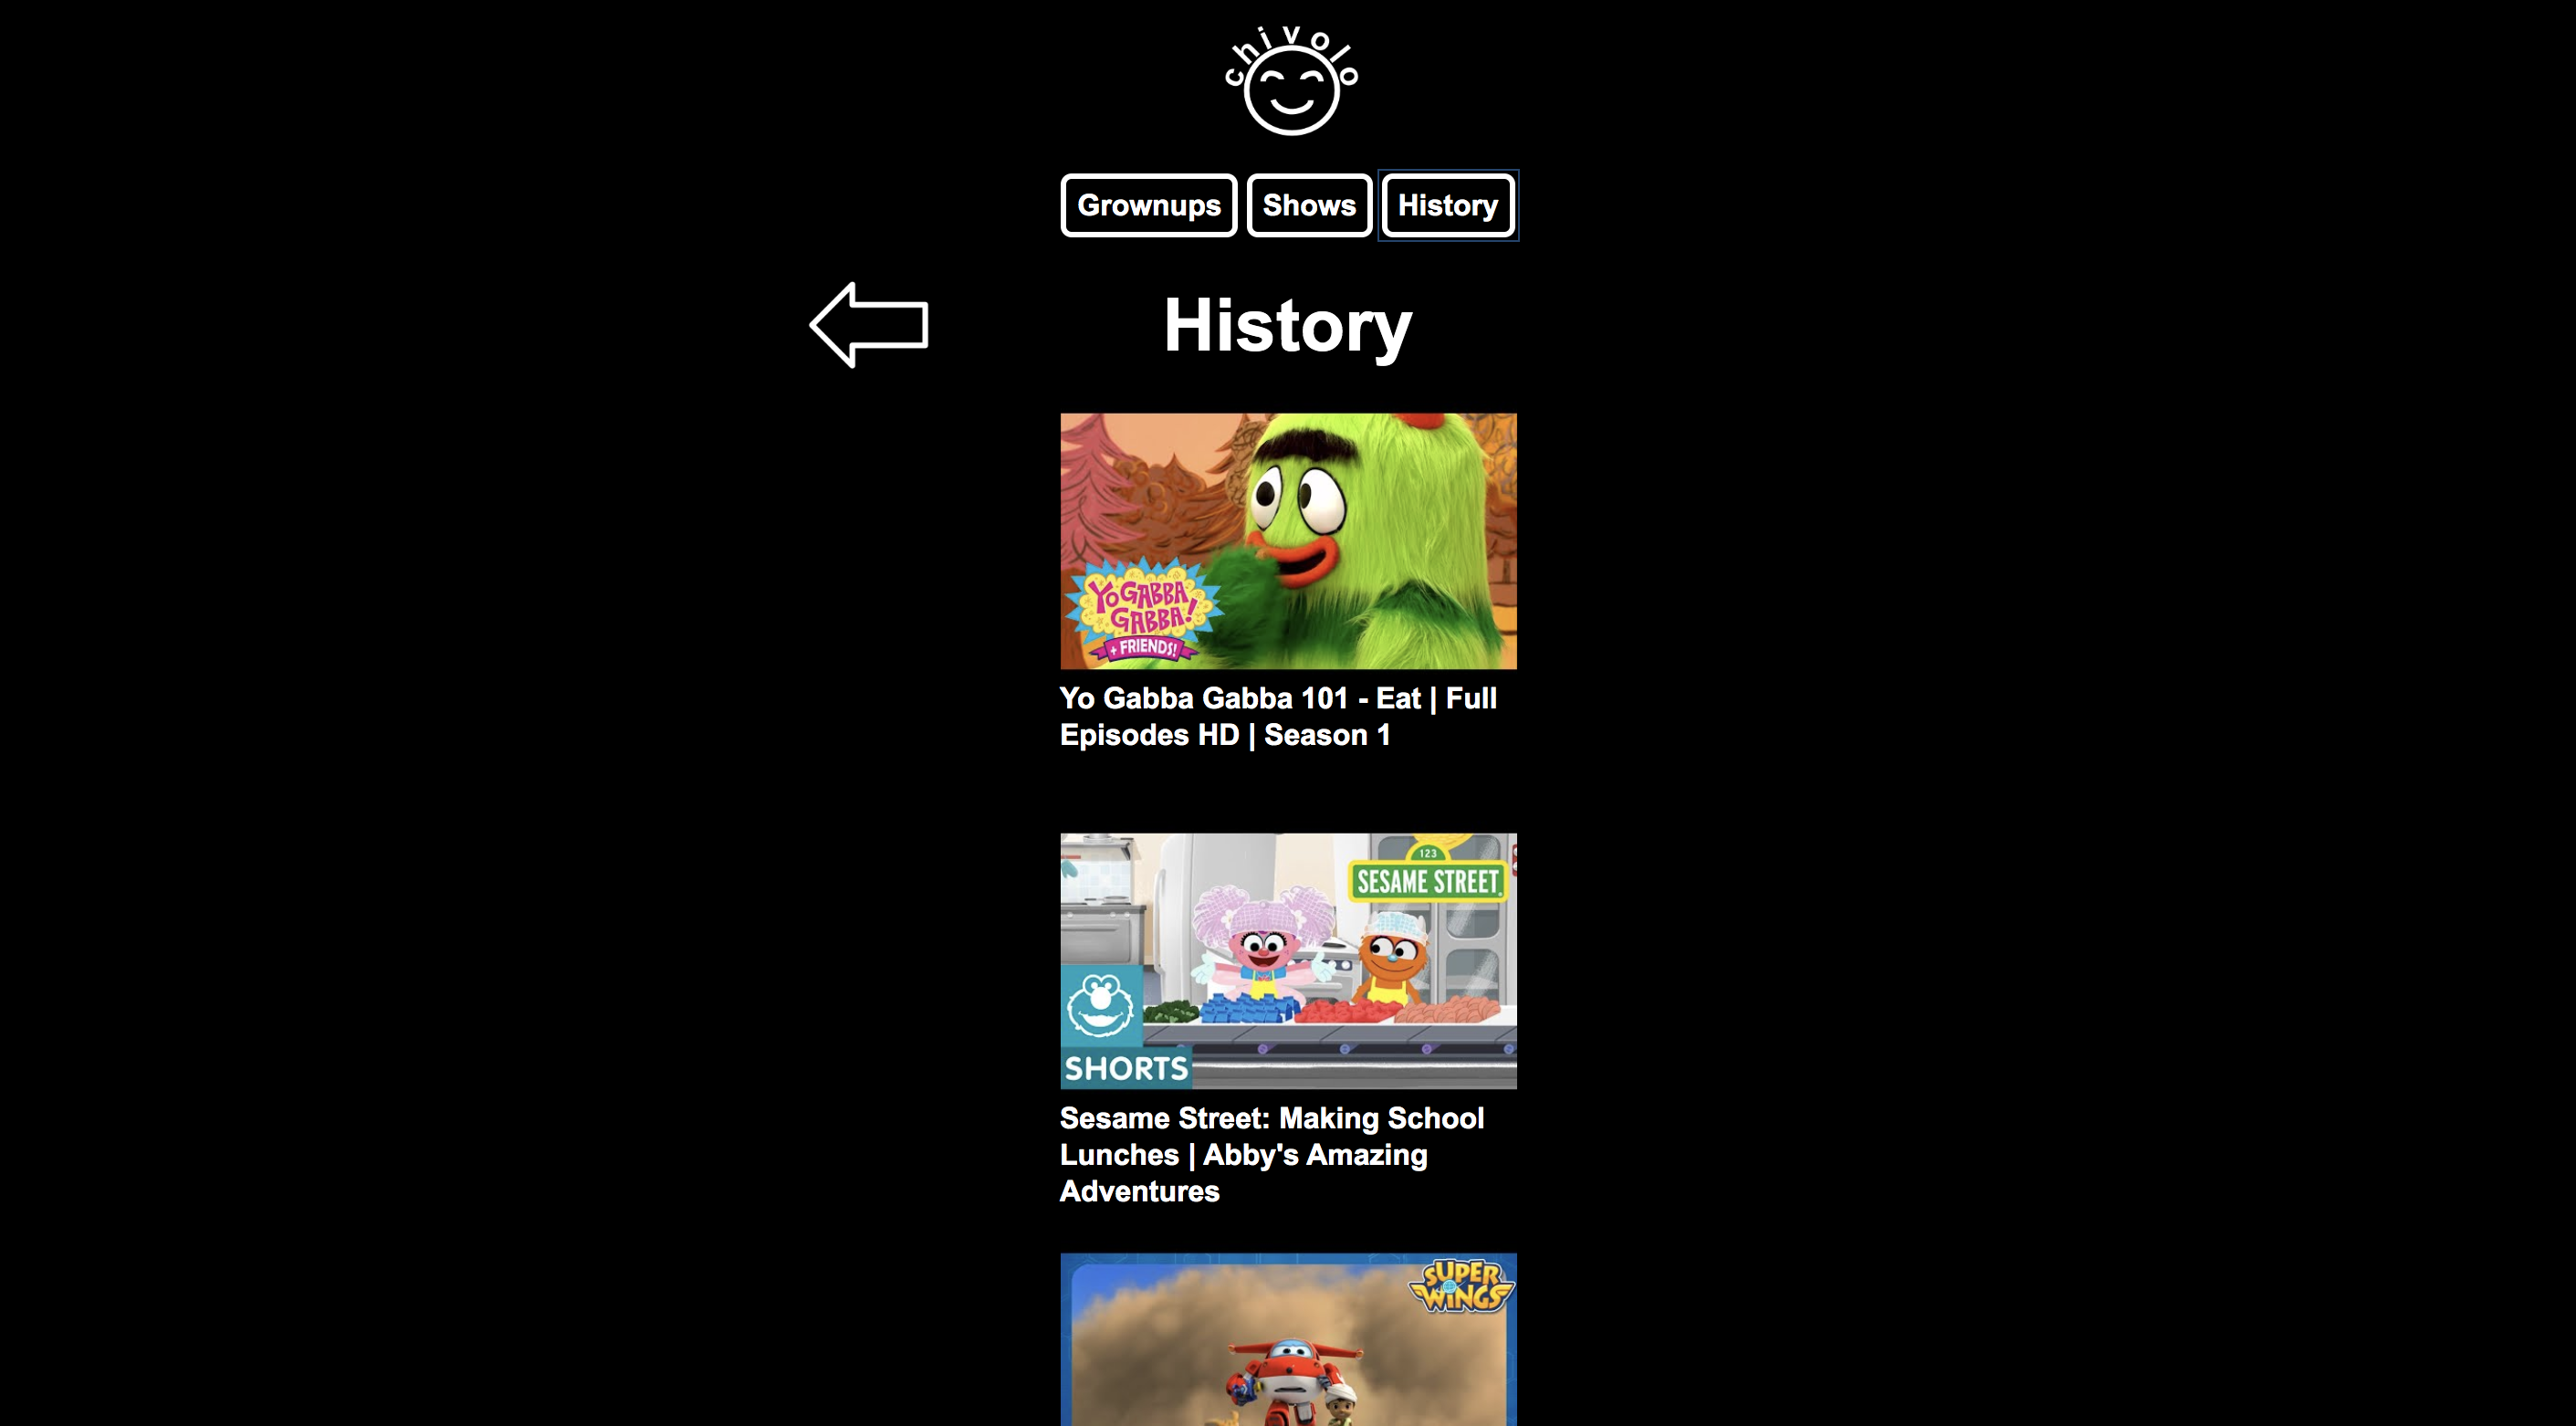 chivolo
Grownups Shows History
History
YO GABBA
GABBA!
+ FRIENDS!
Yo Gabba Gabba 101 - Eat | Full
Episodes HD | Season 1
123
SESAME STREET
SHORTS
Sesame Street: Making School
Lunches | Abby's Amazing
Adventures
SUPER
WINGS